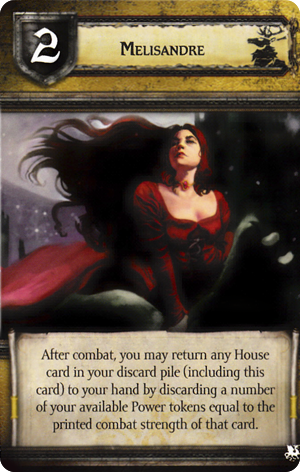 2
Melisandre
After combat, you may return any House
card in your discard pile (including this
card) to your hand by discarding a number
of your available Power tokens equal to the
printed combat strength of that card.